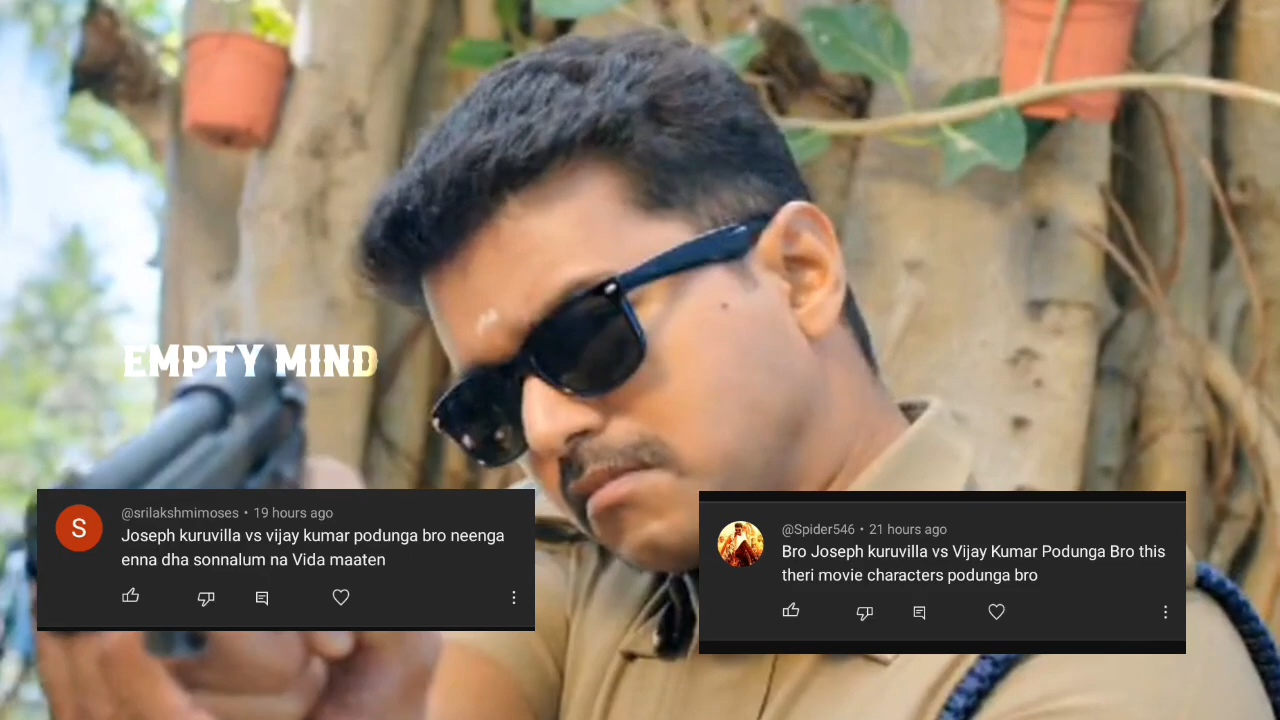 EMPTY MIND
@srilakshmimoses • 19 hours ago
Joseph kuruvilla vs vijay kumar podunga bro neenga
enna dha sonnalum na Vida maaten
S
@Spider546 • 21 hours ago
Bro Joseph kuruvilla vs Vijay Kumar Podunga Bro this
theri movie characters podunga bro